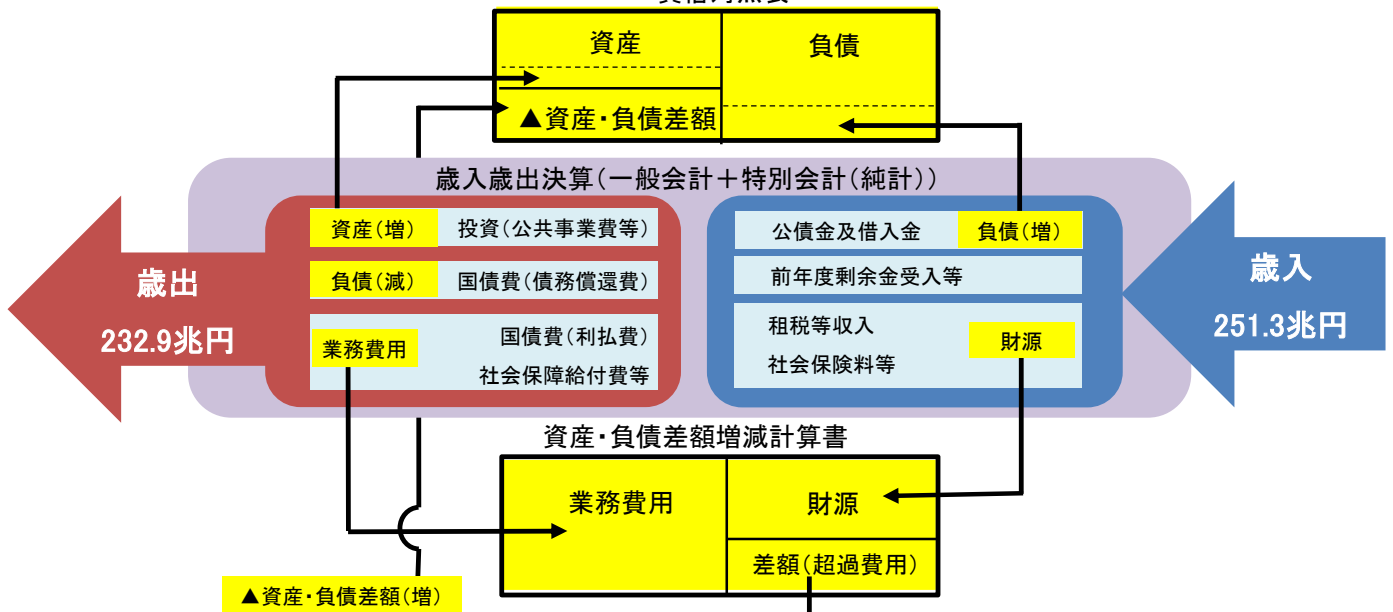 資産
負債
▲資産・負債差額
歳入歳出決算(一般会計+特別会計(純計))
資産(増)
投資(公共事業費等)
負債(減)
国債費(債務償還費)
業務費用
国債費(利払費)
社会保障給付費等
公債金及借入金
負債(増)
前年度剰余金受入等
租税等収入
社会保険料等
財源
歳出
232.9兆円
歳入
251.3兆円
資産・負債差額増減計算書
業務費用
財源
差額(超過費用)
▲資産・負債差額(増)